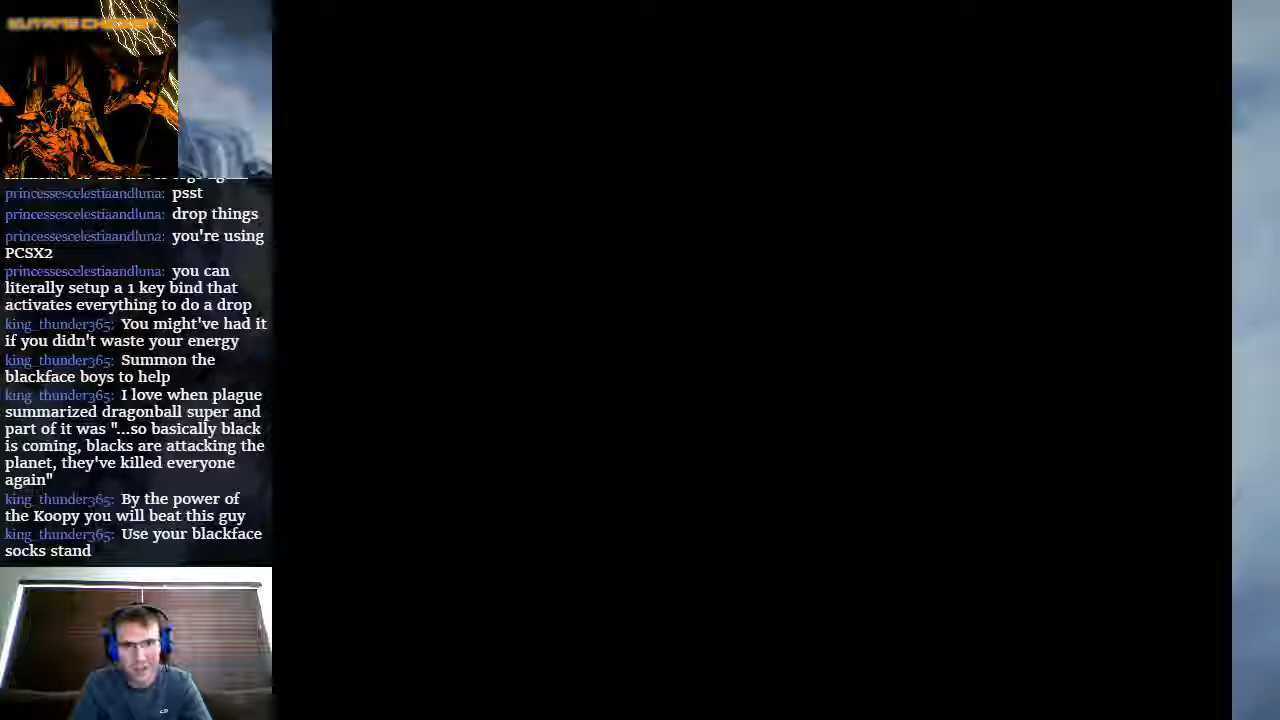 princessescelestiaandluna: psst
princessescelestiaandluna: drop things
princessescelestiaandluna: you're using
PCSX2
princessescelestiaandluna: you can
literally setup a 1 key bind that
activates everything to do a drop
king_thunder365: You might've had it
if you didn't waste your energy
king_thunder365: Summon the
blackface boys to help
king_thunder365: I love when plague
summarized dragonball super and
part of it was "...so basically black
is coming, blacks are attacking the
planet, they've killed everyone
again"
king_thunder365: By the power of
the Koopy you will beat this guy
king_thunder365: Use your blackface
socks stand